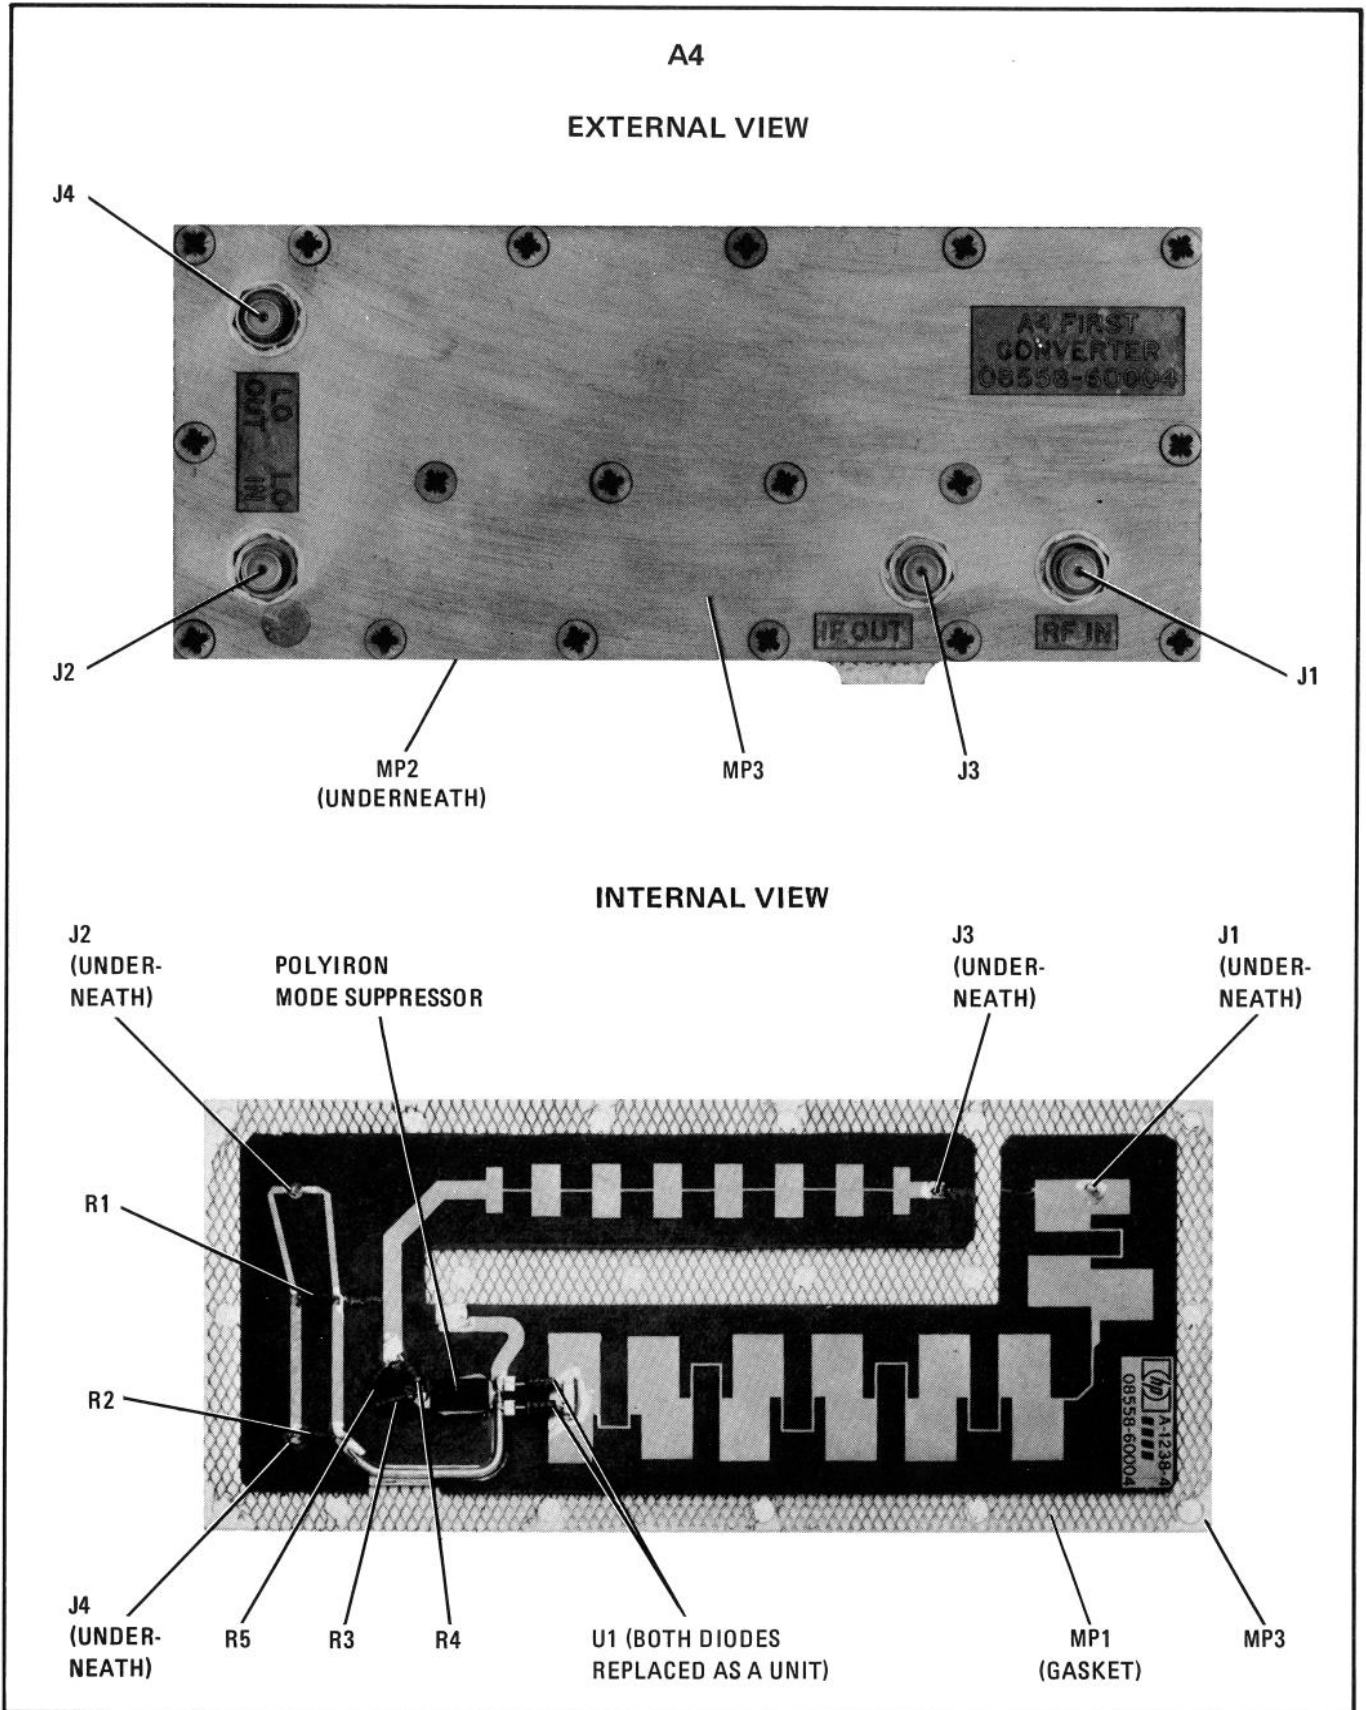 A4
EXTERNAL VIEW
J4
A4 FIRST
CONVERTER
08558-60004
LO
OUT
LO
IN
IF OUT
RF IN
J2
J1
MP2
(UNDERNEATH)
MP3
J3
INTERNAL VIEW
J2
(UNDER-
NEATH)
POLYIRON
MODE SUPPRESSOR
J3
(UNDER-
NEATH)
J1
(UNDER-
NEATH)
R1
R2
hp
A-1238-4
08558-60004
J4
(UNDER-
NEATH)
R5
R3
R4
U1 (BOTH DIODES
REPLACED AS A UNIT)
MP1
(GASKET)
MP3